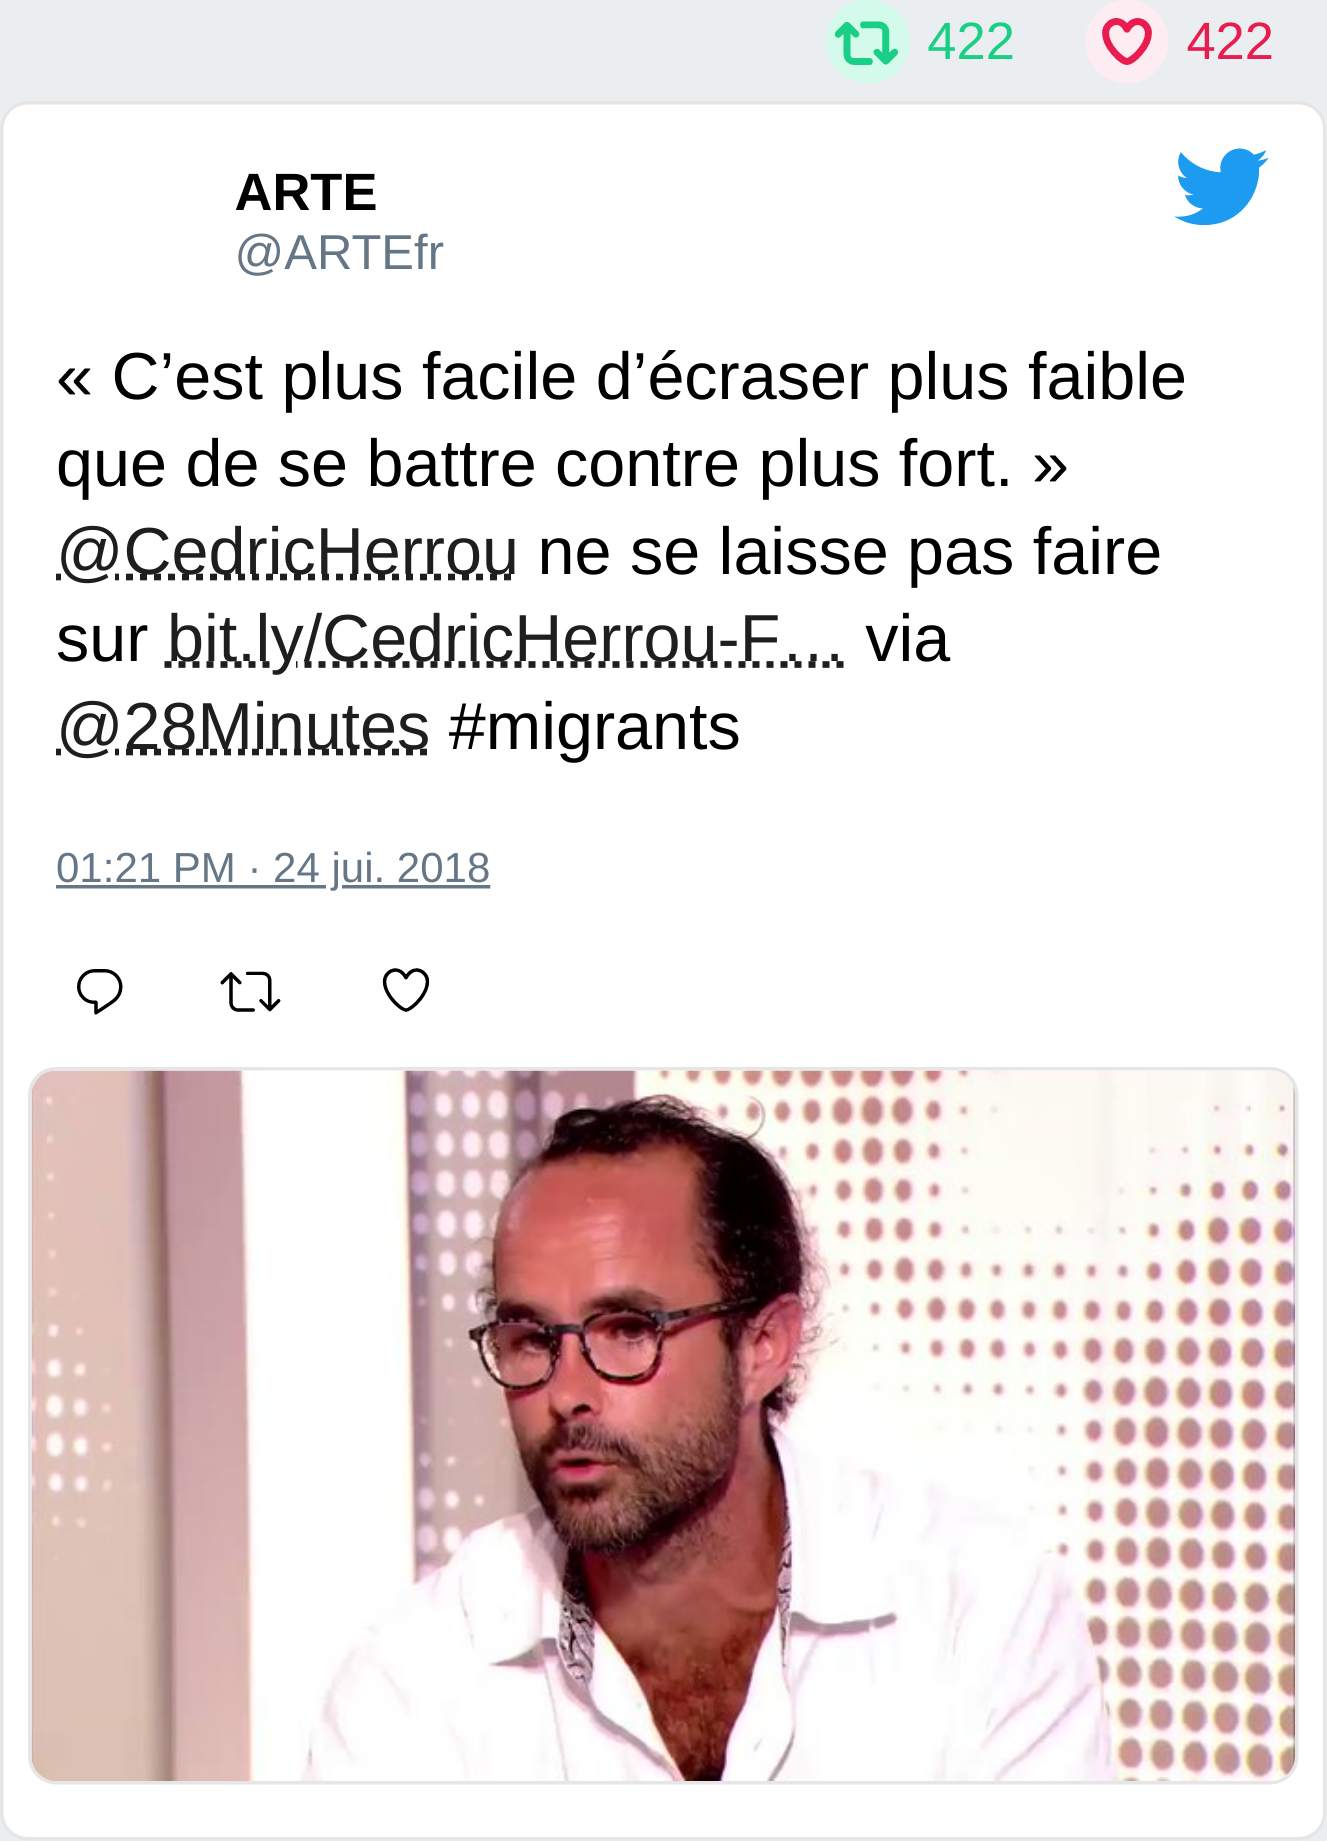 422 422
ARTE
@ARTEfr
« C’est plus facile d’écraser plus faible
que de se battre contre plus fort. »
@CedricHerrou ne se laisse pas faire
sur bit.ly/CedricHerrou-F… via
@28Minutes #migrants
01:21 PM · 24 jui. 2018